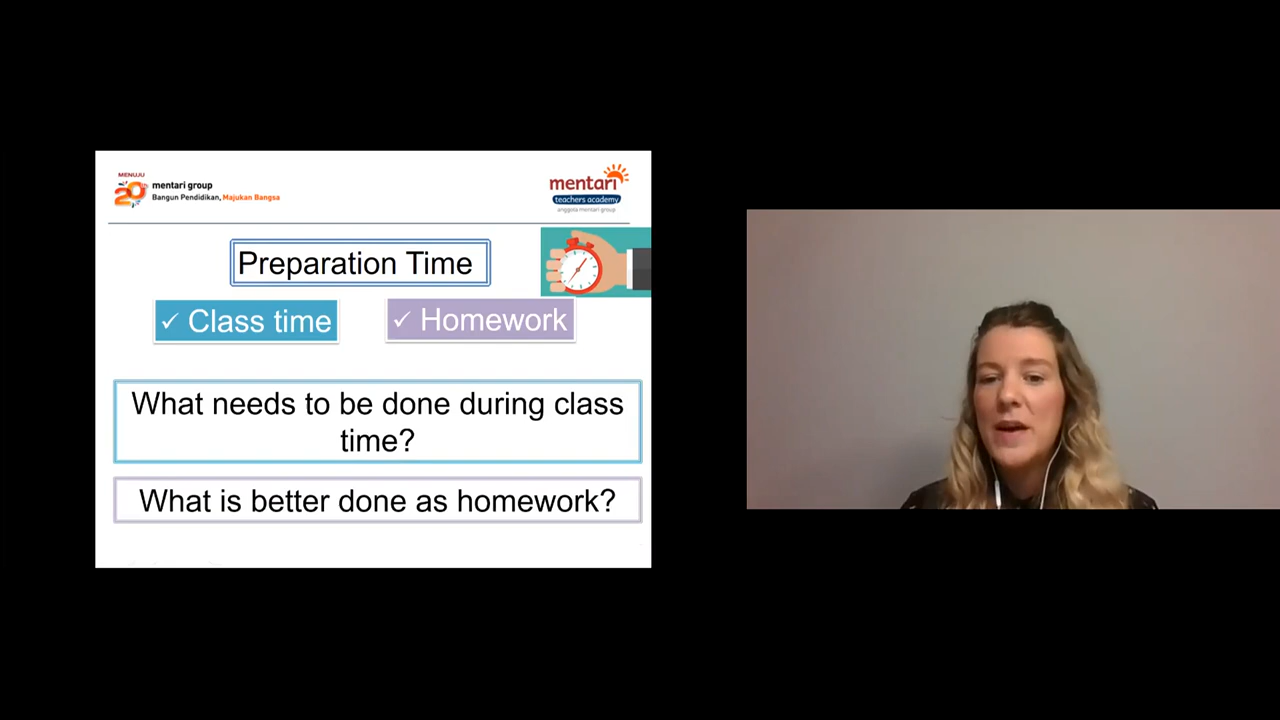 MENUJU
20th
mentari group
Bangun Pendidikan, Majukan Bangsa
mentari
teachers academy
anggota mentari group
Preparation Time
✓ Class time
✓ Homework
What needs to be done during class
time?
What is better done as homework?